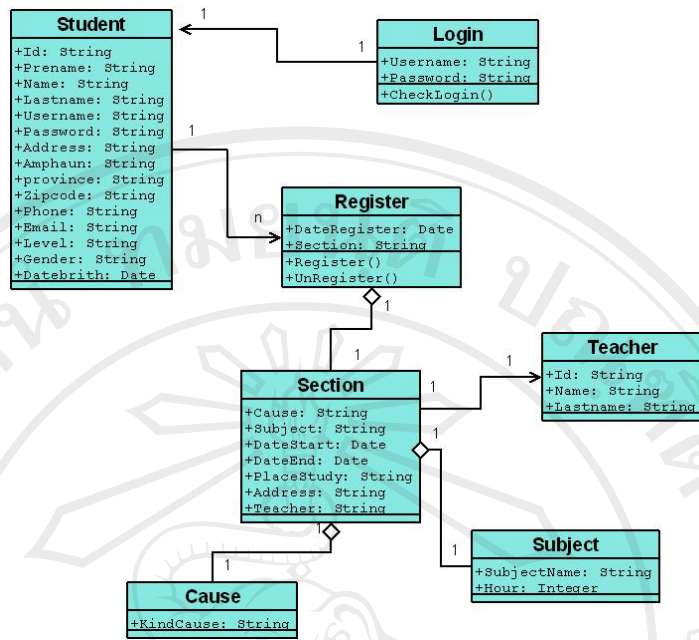 Student
+Id: String
+Prename: String
+Name: String
+Lastname: String
+Username: String
+Password: String
+Address: String
+Amphaun: String
+province: String
+Zipcode: String
+Phone: String
+Email: String
+Level: String
+Gender: String
+Datebrith: Date
1
1
Login
+Username: String
+Password: String
+CheckLogin()
1
n
Register
+DateRegister: Date
+Section: String
+Register()
+UnRegister()
1
1
Section
+Cause: String
+Subject: String
+DateStart: Date
+DateEnd: Date
+PlaceStudy: String
+Address: String
+Teacher: String
1
1
Teacher
+Id: String
+Name: String
+Lastname: String
1
1
Subject
+SubjectName: String
+Hour: Integer
1
1
Cause
+KindCause: String